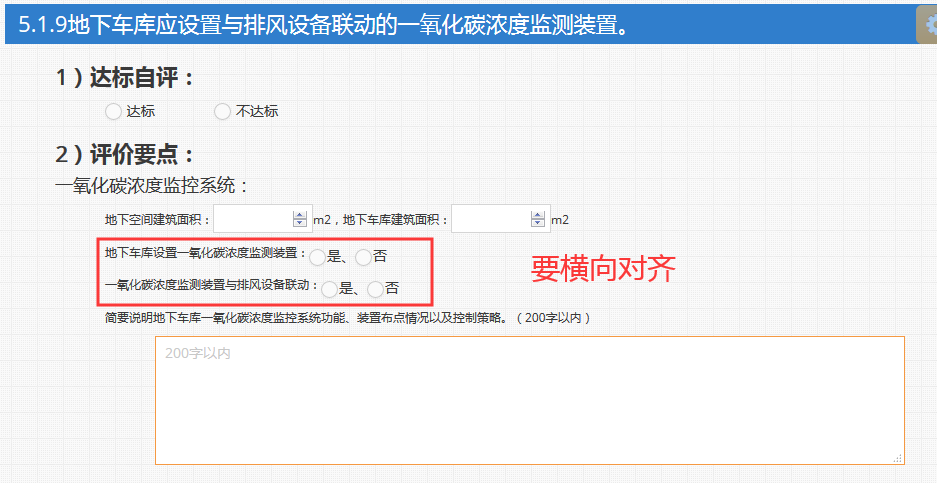 5.1.9地下车库应设置与排风设备联动的一氧化碳浓度监测装置。
1）达标自评：
达标 不达标
2）评价要点：
一氧化碳浓度监控系统：
地下空间建筑面积： m2，地下车库建筑面积： m2
地下车库设置一氧化碳浓度监测装置： 是、 否
一氧化碳浓度监测装置与排风设备联动： 是、 否
要横向对齐
简要说明地下车库一氧化碳浓度监控系统功能、装置布点情况以及控制策略。（200字以内）
200字以内